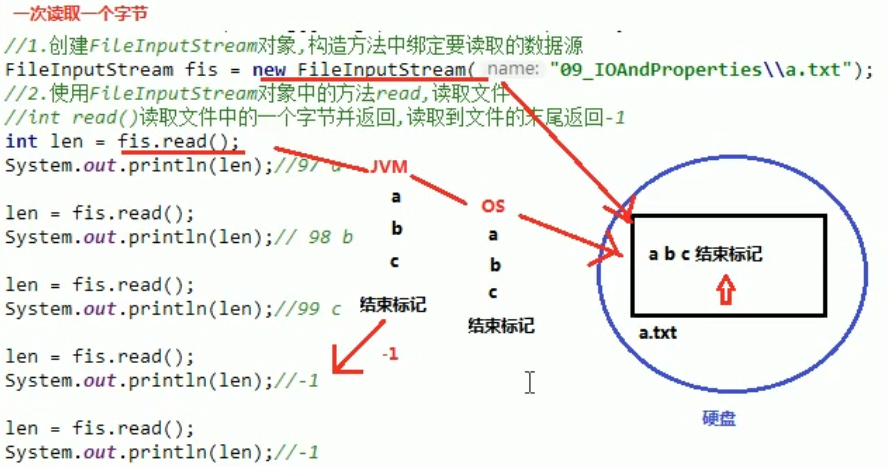 一次读取一个字节
//1.创建FileInputStream对象,构造方法中绑定要读取的数据源
FileInputStream fis = new FileInputStream( name: "09_IOAndProperties\\a.txt");
//2.使用FileInputStream对象中的方法read,读取文件
//int read()读取文件中的一个字节并返回,读取到文件的末尾返回-1
int len = fis.read();
System.out.println(len);//97 a
JVM
a
b
c
结束标记
-1
OS
a
b
c
结束标记
a b c 结束标记
a.txt
硬盘
len = fis.read();
System.out.println(len);// 98 b
len = fis.read();
System.out.println(len);//99 c
len = fis.read();
System.out.println(len);//-1
len = fis.read();
System.out.println(len);//-1